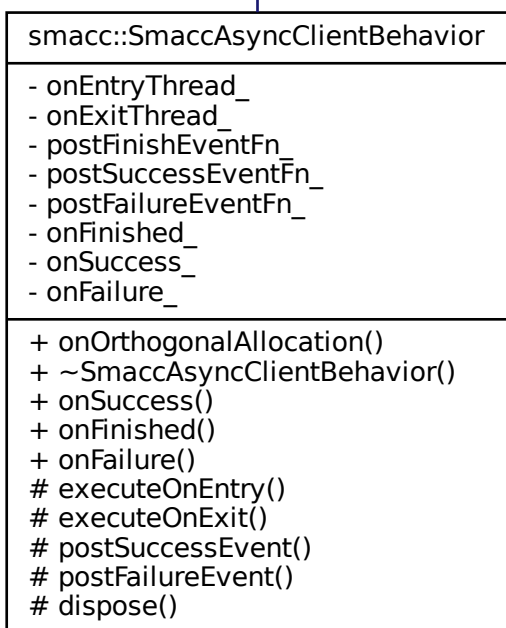 smacc::SmaccAsyncClientBehavior
- onEntryThread_
- onExitThread_
- postFinishEventFn_
- postSuccessEventFn_
- postFailureEventFn_
- onFinished_
- onSuccess_
- onFailure_
+ onOrthogonalAllocation()
+ ~SmaccAsyncClientBehavior()
+ onSuccess()
+ onFinished()
+ onFailure()
# executeOnEntry()
# executeOnExit()
# postSuccessEvent()
# postFailureEvent()
# dispose()